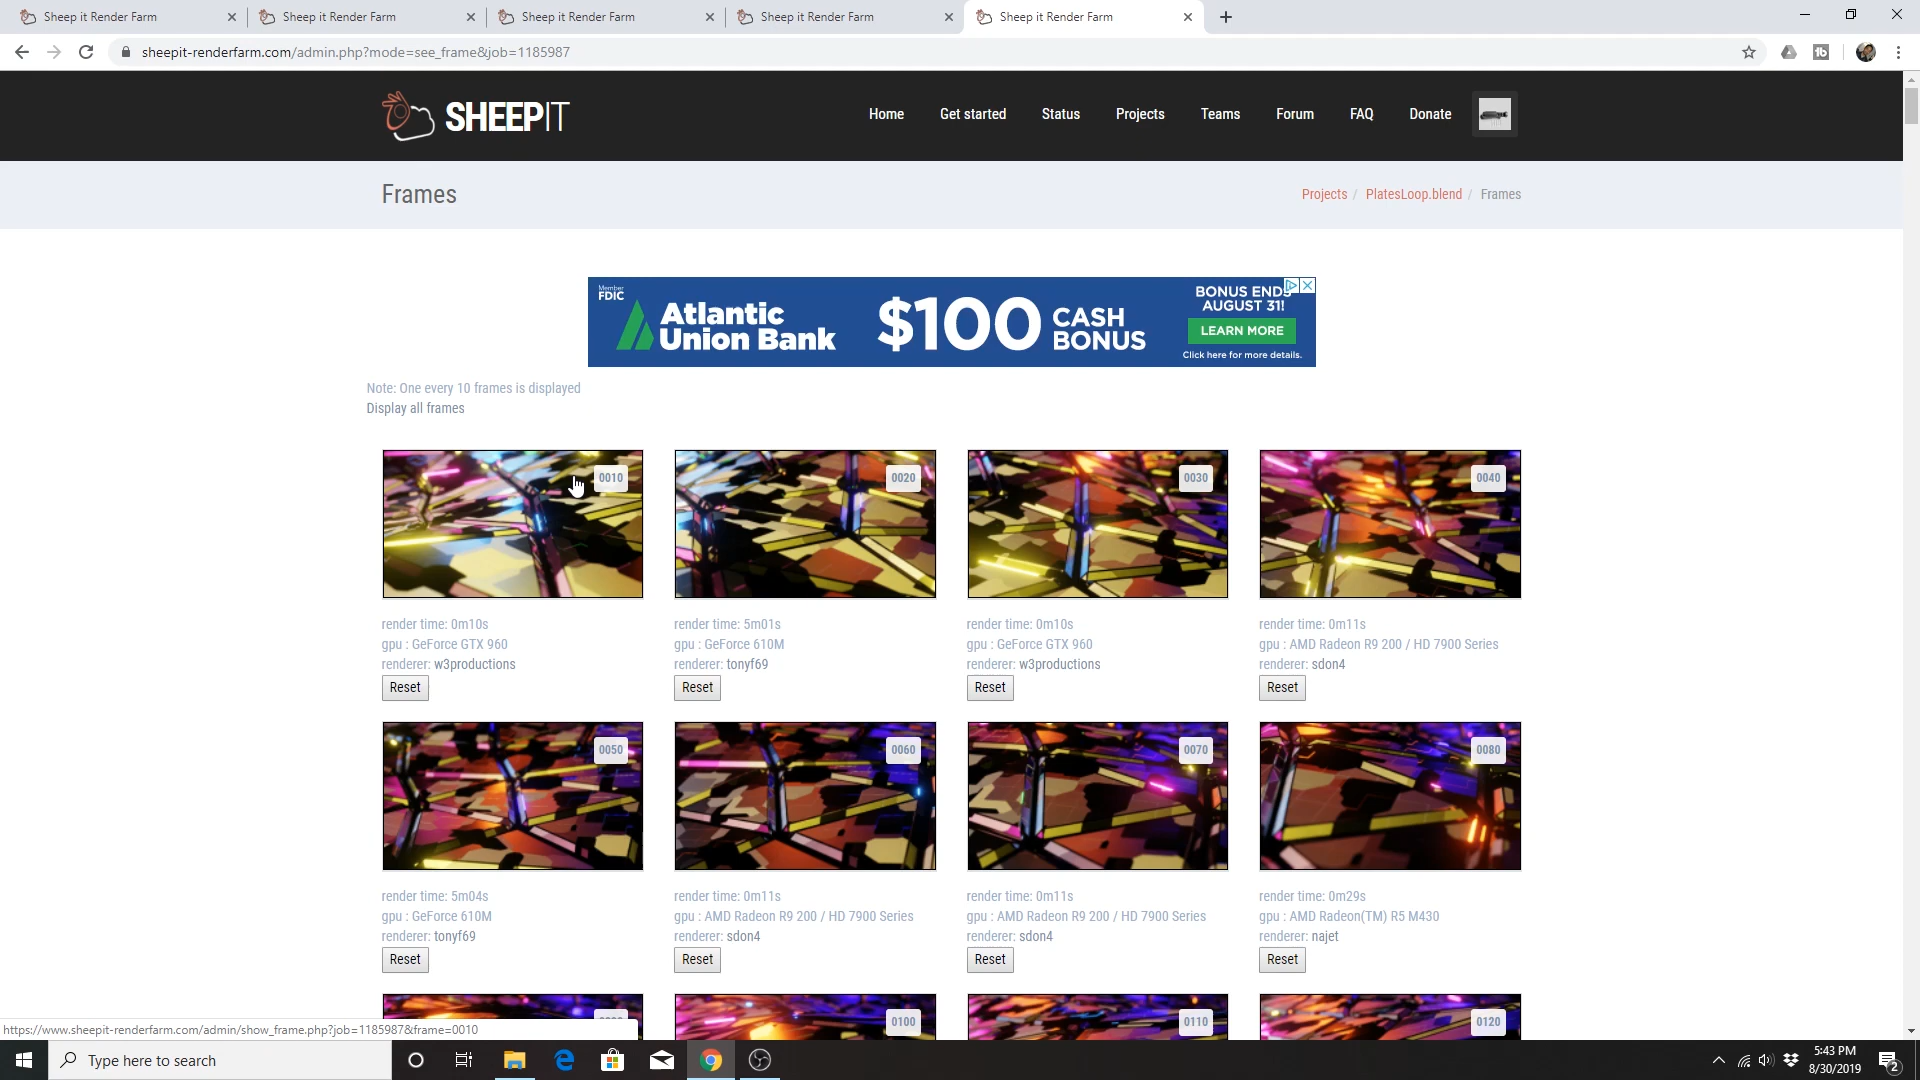 Sheep it Render Farm
Sheep it Render Farm
Sheep it Render Farm
Sheep it Render Farm
Sheep it Render Farm
sheepit-renderfarm.com/admin.php?mode=see_frame&job=1185987
SHEEPIT
Home Get started Status Projects Teams Forum FAQ Donate
Frames
Projects / PlatesLoop.blend / Frames
Member
FDIC
Atlantic
Union Bank
$100 CASH
BONUS
BONUS ENDS
AUGUST 31!
LEARN MORE
Click here for more details.
Note: One every 10 frames is displayed
Display all frames
0010 0020 0030 0040
render time: 0m10s
gpu : GeForce GTX 960
renderer: w3productions
Reset
render time: 5m01s
gpu : GeForce 610M
renderer: tonyf69
Reset
render time: 0m10s
gpu : GeForce GTX 960
renderer: w3productions
Reset
render time: 0m11s
gpu : AMD Radeon R9 200 / HD 7900 Series
renderer: sdon4
Reset
0050 0060 0070 0080
render time: 5m04s
gpu : GeForce 610M
renderer: tonyf69
Reset
render time: 0m11s
gpu : AMD Radeon R9 200 / HD 7900 Series
renderer: sdon4
Reset
render time: 0m11s
gpu : AMD Radeon R9 200 / HD 7900 Series
renderer: sdon4
Reset
render time: 0m29s
gpu : AMD Radeon(TM) R5 M430
renderer: najet
Reset
0100 0110 0120
https://www.sheepit-renderfarm.com/admin/show_frame.php?job=1185987&frame=0010
Type here to search
5:43 PM
8/30/2019
2